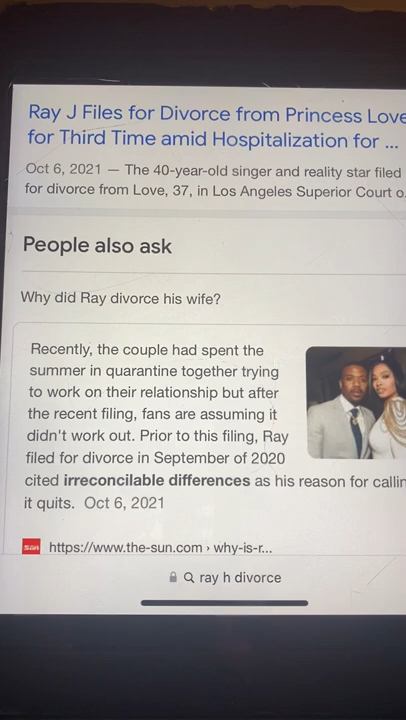 Ray J Files for Divorce from Princess Love
for Third Time amid Hospitalization for ...
Oct 6, 2021 — The 40-year-old singer and reality star filed
for divorce from Love, 37, in Los Angeles Superior Court o
People also ask
Why did Ray divorce his wife?
Recently, the couple had spent the
summer in quarantine together trying
to work on their relationship but after
the recent filing, fans are assuming it
didn't work out. Prior to this filing, Ray
filed for divorce in September of 2020
cited irreconcilable differences as his reason for callin
it quits. Oct 6, 2021
Sun https://www.the-sun.com › why-is-r...
ray h divorce